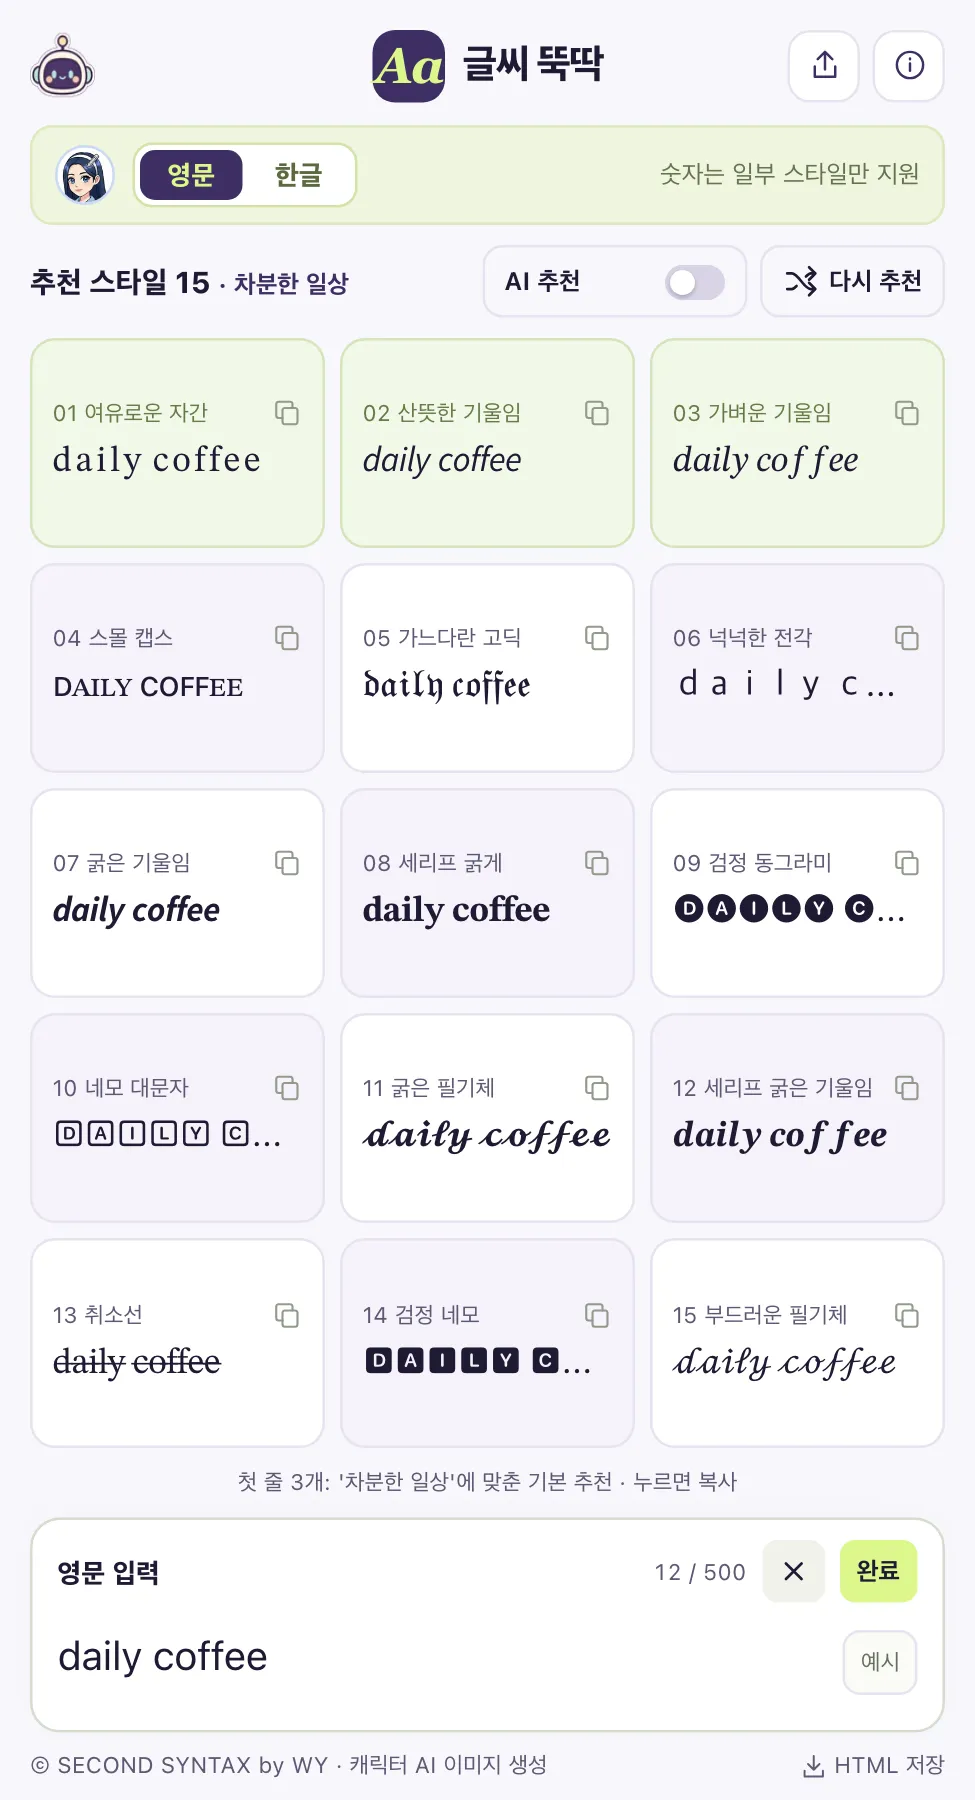 Aa 글씨 뚝딱
영문 한글 숫자는 일부 스타일만 지원
추천 스타일 15 · 차분한 일상 AI 추천 다시 추천
01 여유로운 자간
daily coffee
02 산뜻한 기울임
daily coffee
03 가벼운 기울임
daily coffee
04 스몰 캡스
DAILY COFFEE
05 가느다란 고딕
daily coffee
06 넉넉한 전각
daily c...
07 굵은 기울임
daily coffee
08 세리프 굵게
daily coffee
09 검정 동그라미
DAILY C...
10 네모 대문자
DAILY C...
11 굵은 필기체
daily coffee
12 세리프 굵은 기울임
daily coffee
13 취소선
daily coffee
14 검정 네모
DAILY C...
15 부드러운 필기체
daily coffee
첫 줄 3개: '차분한 일상'에 맞춘 기본 추천 · 누르면 복사
영문 입력 12 / 500 완료
daily coffee 예시
© SECOND SYNTAX by WY · 캐릭터 AI 이미지 생성 HTML 저장